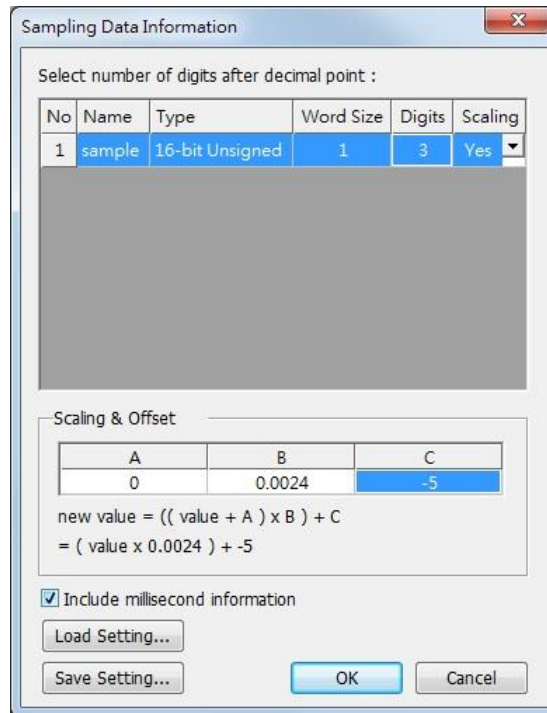 Sampling Data Information
Select number of digits after decimal point :
No Name Type Word Size Digits Scaling
1 sample 16-bit Unsigned 1 3 Yes
Scaling & Offset
A B C
0 0.0024 -5
new value = (( value + A ) x B ) + C
= ( value x 0.0024 ) + -5
Include millisecond information
Load Setting...
Save Setting... OK Cancel